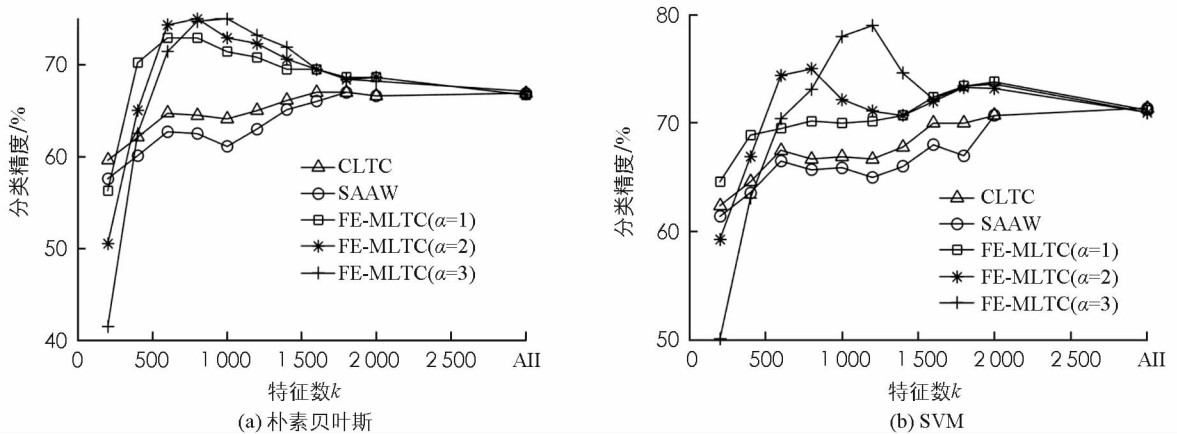 分类精度/%
70
60
50
40
CLTC
SAAW
FE-MLTC(α=1)
FE-MLTC(α=2)
FE-MLTC(α=3)
0 500 1 000 1 500 2 000 2 500 All
特征数k
(a) 朴素贝叶斯
分类精度/%
80
70
60
50
CLTC
SAAW
FE-MLTC(α=1)
FE-MLTC(α=2)
FE-MLTC(α=3)
0 500 1 000 1 500 2 000 2 500 All
特征数k
(b) SVM